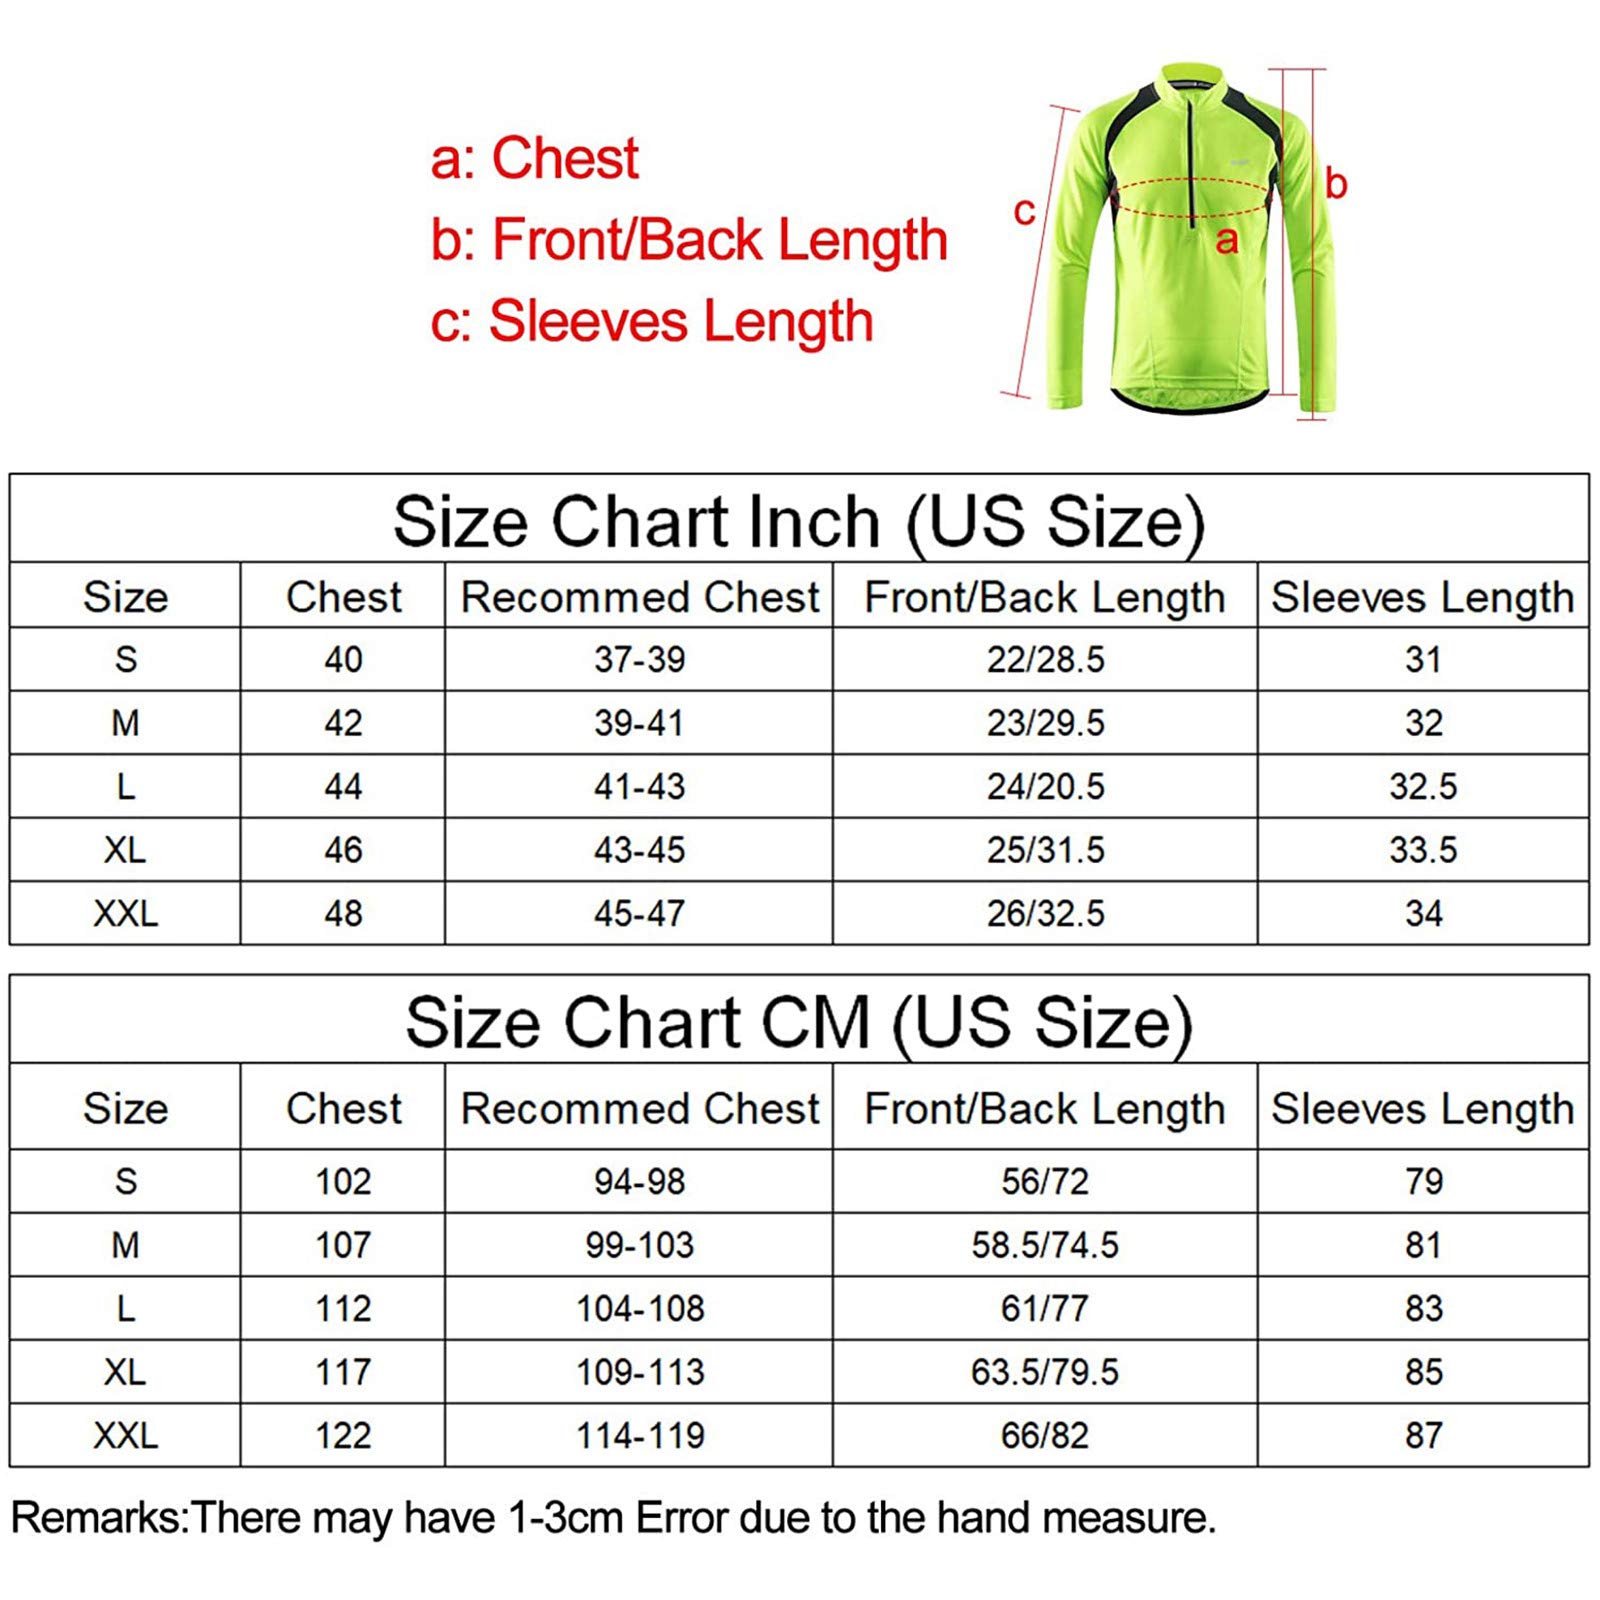 a: Chest
b: Front/Back Length
c: Sleeves Length
c
a
b
Size Chart Inch (US Size)
Size Chest Recommed Chest Front/Back Length Sleeves Length
S 40 37-39 22/28.5 31
M 42 39-41 23/29.5 32
L 44 41-43 24/20.5 32.5
XL 46 43-45 25/31.5 33.5
XXL 48 45-47 26/32.5 34
Size Chart CM (US Size)
Size Chest Recommed Chest Front/Back Length Sleeves Length
S 102 94-98 56/72 79
M 107 99-103 58.5/74.5 81
L 112 104-108 61/77 83
XL 117 109-113 63.5/79.5 85
XXL 122 114-119 66/82 87
Remarks:There may have 1-3cm Error due to the hand measure.